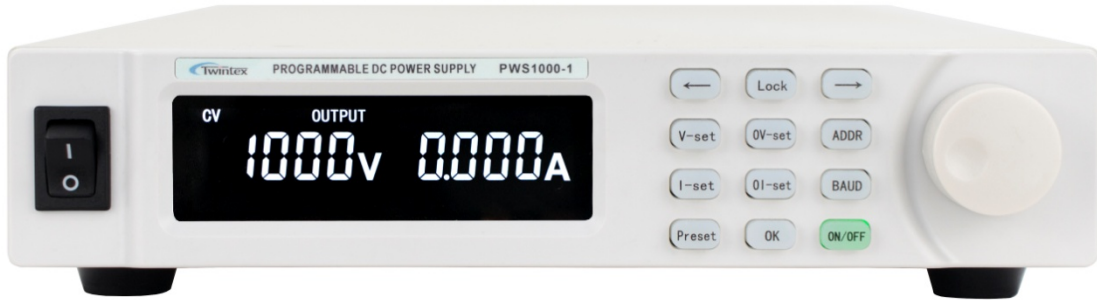 Twintex PROGRAMMABLE DC POWER SUPPLY PWS1000-1
CV OUTPUT
1000V 0.000A
← Lock →
V-set OV-set ADDR
I-set OI-set BAUD
Preset OK ON/OFF
I
O